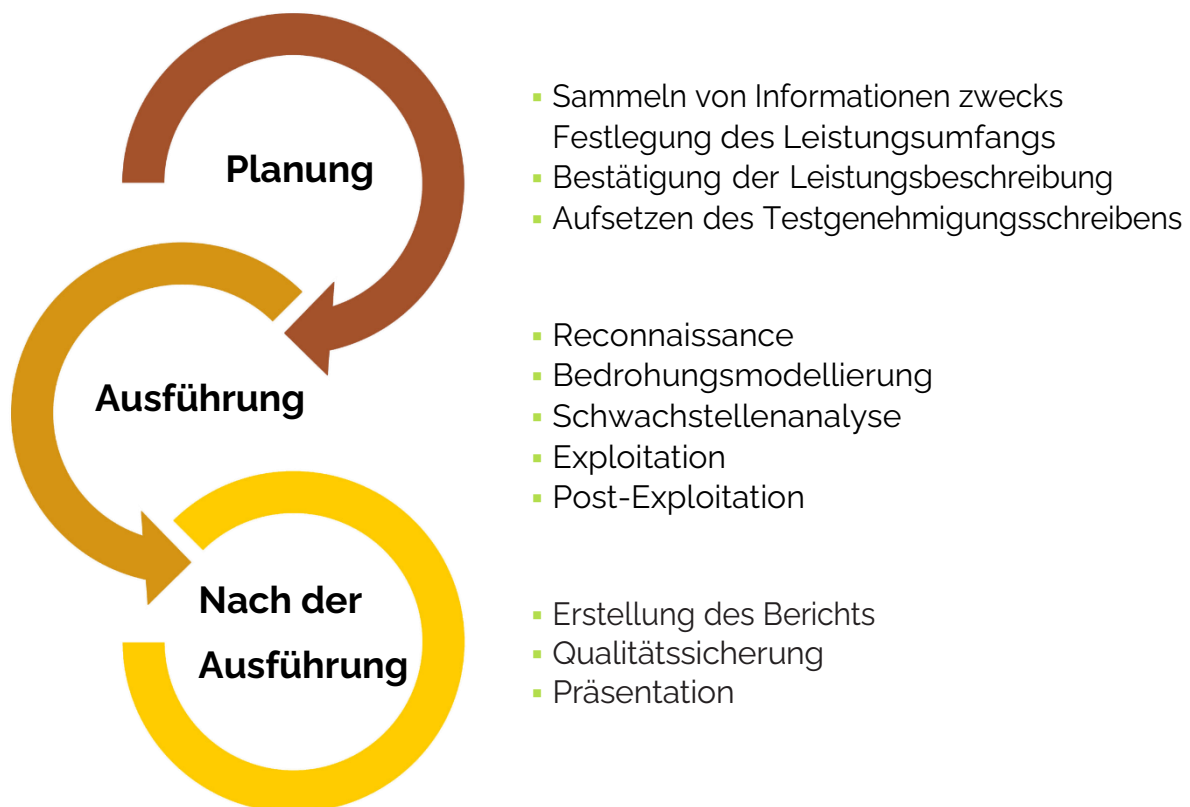 Planung
▪ Sammeln von Informationen zwecks
Festlegung des Leistungsumfangs
▪ Bestätigung der Leistungsbeschreibung
▪ Aufsetzen des Testgenehmigungsschreibens
Ausführung
▪ Reconnaissance
▪ Bedrohungsmodellierung
▪ Schwachstellenanalyse
▪ Exploitation
▪ Post-Exploitation
Nach der
Ausführung
▪ Erstellung des Berichts
▪ Qualitätssicherung
▪ Präsentation